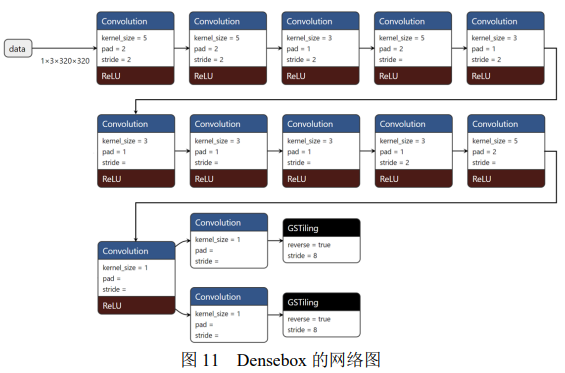 data
1×3×320×320
Convolution
kernel_size = 5
pad = 2
stride = 2
ReLU
Convolution
kernel_size = 5
pad = 2
stride = 2
ReLU
Convolution
kernel_size = 3
pad = 1
stride = 2
ReLU
Convolution
kernel_size = 5
pad = 2
stride =
ReLU
Convolution
kernel_size = 3
pad = 1
stride = 2
ReLU
Convolution
kernel_size = 3
pad = 1
stride =
ReLU
Convolution
kernel_size = 3
pad = 1
stride =
ReLU
Convolution
kernel_size = 3
pad = 1
stride =
ReLU
Convolution
kernel_size = 3
pad = 1
stride = 2
ReLU
Convolution
kernel_size = 5
pad = 2
stride =
ReLU
Convolution
kernel_size = 1
pad =
stride =
ReLU
Convolution
kernel_size = 1
pad =
stride =
GSTiling
reverse = true
stride = 8
Convolution
kernel_size = 1
pad =
stride =
GSTiling
reverse = true
stride = 8
图 11 Densebox 的网络图